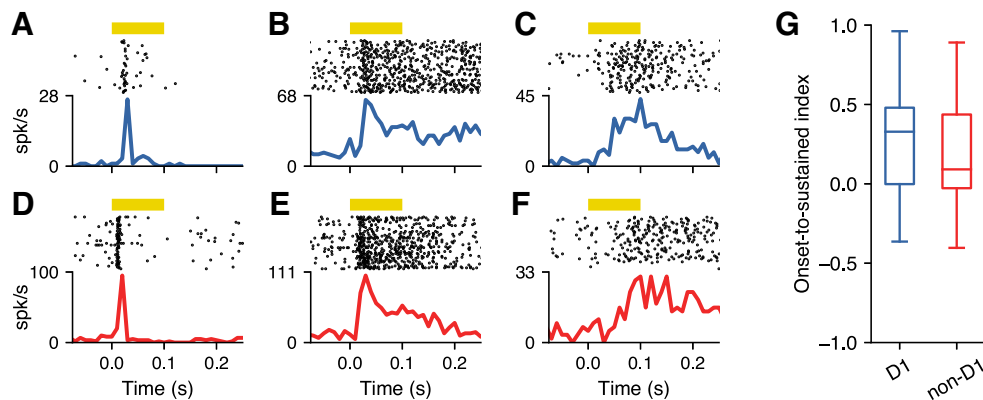 A
28
spk/s
0
B
68
0
C
45
0
D
100
spk/s
0
0.0 0.1 0.2
Time (s)
E
111
0
0.0 0.1 0.2
Time (s)
F
33
0
0.0 0.1 0.2
Time (s)
G
Onset-to-sustained index
1.0
0.5
0.0
−0.5
−1.0
D1
non-D1